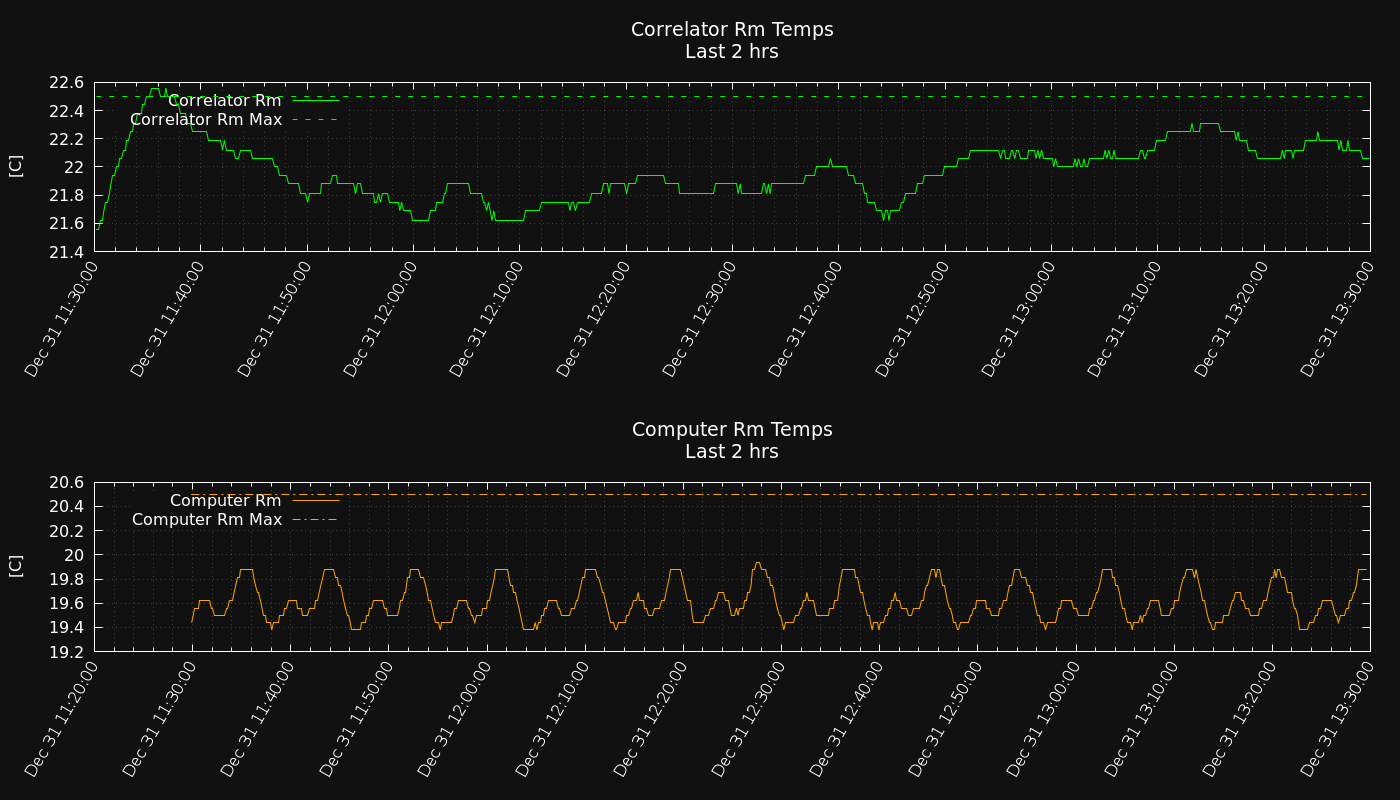 Correlator Rm Temps
Last 2 hrs
22.6
22.4
22.2
22
21.8
21.6
21.4
[C]
Correlator Rm
Correlator Rm Max
Dec 31 11:30:00
Dec 31 11:40:00
Dec 31 11:50:00
Dec 31 12:00:00
Dec 31 12:10:00
Dec 31 12:20:00
Dec 31 12:30:00
Dec 31 12:40:00
Dec 31 12:50:00
Dec 31 13:00:00
Dec 31 13:10:00
Dec 31 13:20:00
Dec 31 13:30:00
Computer Rm Temps
Last 2 hrs
20.6
20.4
20.2
20
19.8
19.6
19.4
19.2
[C]
Computer Rm
Computer Rm Max
Dec 31 11:20:00
Dec 31 11:30:00
Dec 31 11:40:00
Dec 31 11:50:00
Dec 31 12:00:00
Dec 31 12:10:00
Dec 31 12:20:00
Dec 31 12:30:00
Dec 31 12:40:00
Dec 31 12:50:00
Dec 31 13:00:00
Dec 31 13:10:00
Dec 31 13:20:00
Dec 31 13:30:00